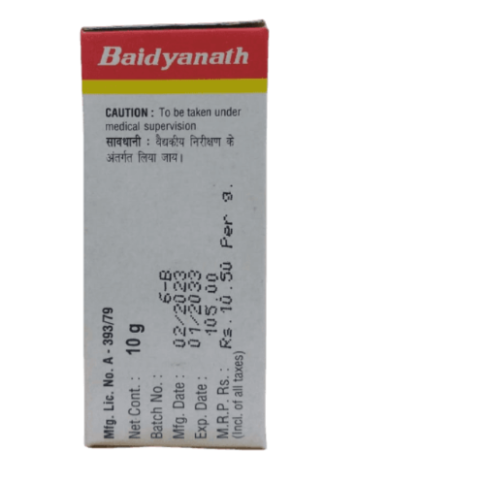 Baidyanath
CAUTION : To be taken under
medical supervision
सावधानी : वैद्यकीय निरीक्षण के
अंतर्गत लिया जाय।
Mfg. Lic. No. A - 393/79
Net Cont. : 10 g
Batch No. : 6-B
Mfg. Date : 02/2023
Exp. Date : 01/2033
M.R.P. Rs. : 105.00
Rs. 10.50 Per g.
(Incl. of all taxes)